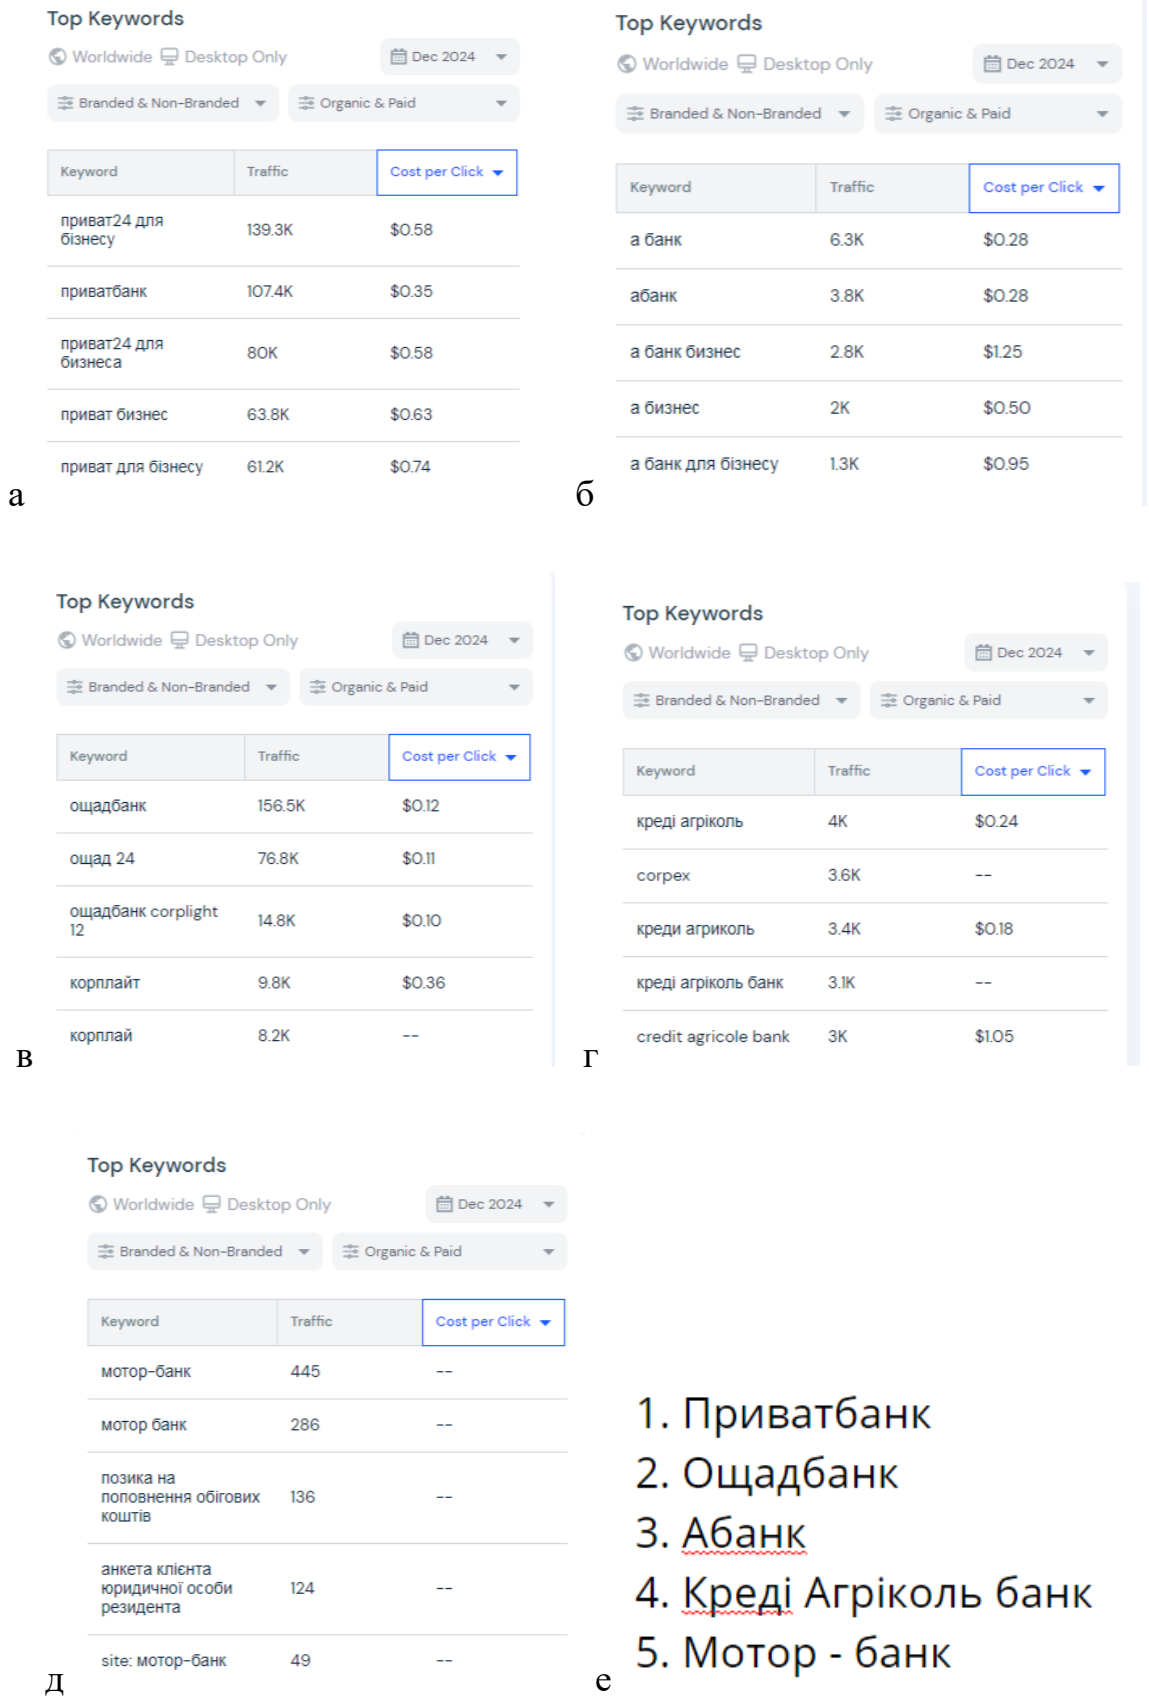 Top Keywords
Worldwide Desktop Only Dec 2024
Branded & Non-Branded Organic & Paid
Keyword Traffic Cost per Click
приват24 для бізнесу 139.3K $0.58
приватбанк 107.4K $0.35
приват24 для бизнеса 80K $0.58
приват бизнес 63.8K $0.63
приват для бізнесу 61.2K $0.74
а
Top Keywords
Worldwide Desktop Only Dec 2024
Branded & Non-Branded Organic & Paid
Keyword Traffic Cost per Click
а банк 6.3K $0.28
абанк 3.8K $0.28
а банк бизнес 2.8K $1.25
а бизнес 2K $0.50
а банк для бізнесу 1.3K $0.95
б
Top Keywords
Worldwide Desktop Only Dec 2024
Branded & Non-Branded Organic & Paid
Keyword Traffic Cost per Click
ощадбанк 156.5K $0.12
ощад 24 76.8K $0.11
ощадбанк corplight 12 14.8K $0.10
корплайт 9.8K $0.36
корплай 8.2K --
в
Top Keywords
Worldwide Desktop Only Dec 2024
Branded & Non-Branded Organic & Paid
Keyword Traffic Cost per Click
креді агріколь 4K $0.24
corpex 3.6K --
креди агриколь 3.4K $0.18
креді агріколь банк 3.1K --
credit agricole bank 3K $1.05
г
Top Keywords
Worldwide Desktop Only Dec 2024
Branded & Non-Branded Organic & Paid
Keyword Traffic Cost per Click
мотор-банк 445 --
мотор банк 286 --
позика на поповнення обігових коштів 136 --
анкета клієнта юридичної особи резидента 124 --
site: мотор-банк 49 --
д
1. Приватбанк
2. Ощадбанк
3. Абанк
4. Креді Агріколь банк
5. Мотор - банк
е